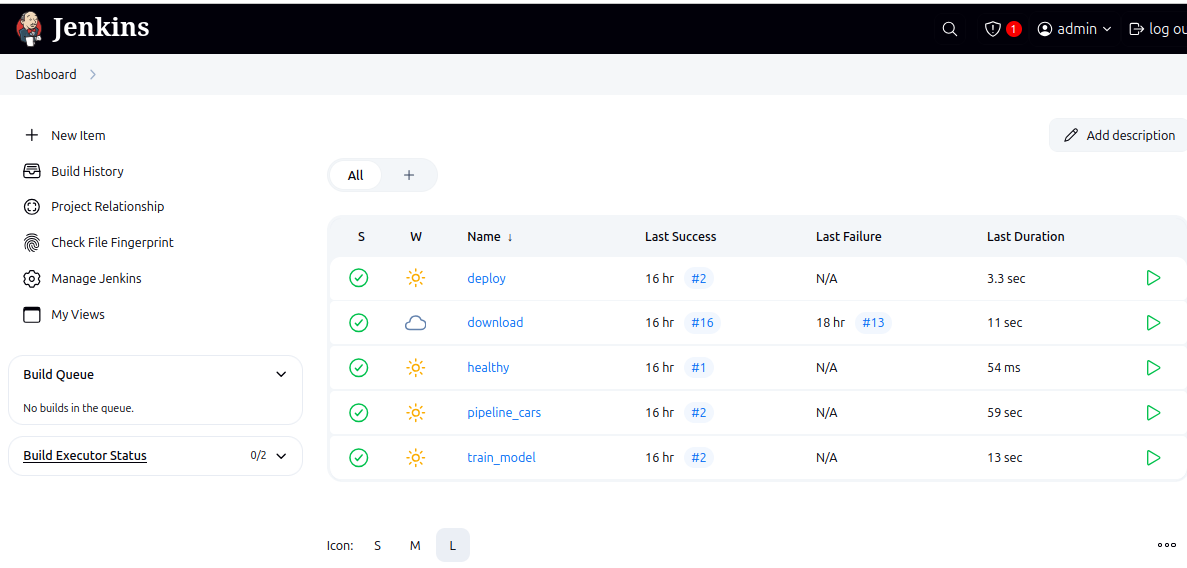 Jenkins
1
admin
log ou
Dashboard
New Item
Build History
Project Relationship
Check File Fingerprint
Manage Jenkins
My Views
Build Queue
No builds in the queue.
Build Executor Status 0/2
Add description
All +
S W Name ↓ Last Success Last Failure Last Duration
deploy 16 hr #2 N/A 3.3 sec
download 16 hr #16 18 hr #13 11 sec
healthy 16 hr #1 N/A 54 ms
pipeline_cars 16 hr #2 N/A 59 sec
train_model 16 hr #2 N/A 13 sec
Icon: S M L